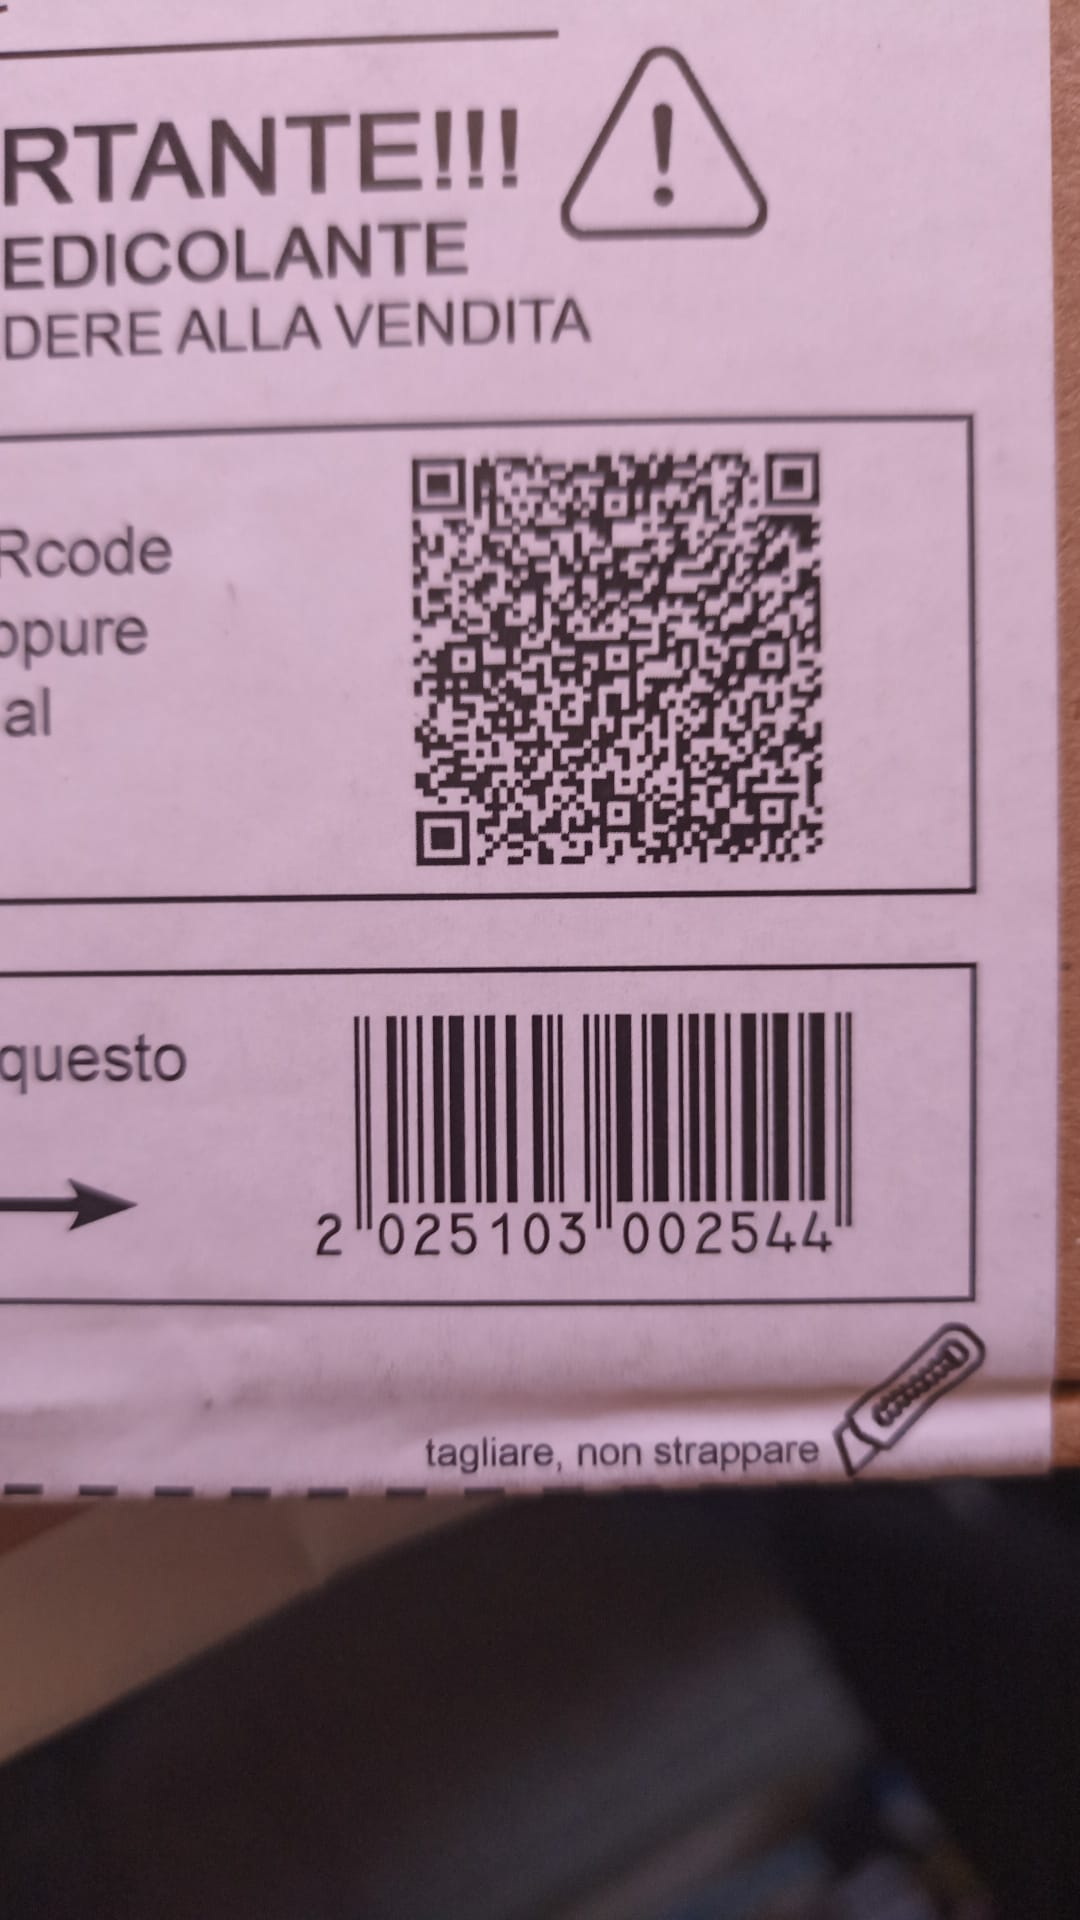 RTANTE!!!
EDICOLANTE
DERE ALLA VENDITA
Rcode
ppure
al
questo
2 025103 002544
tagliare, non strappare